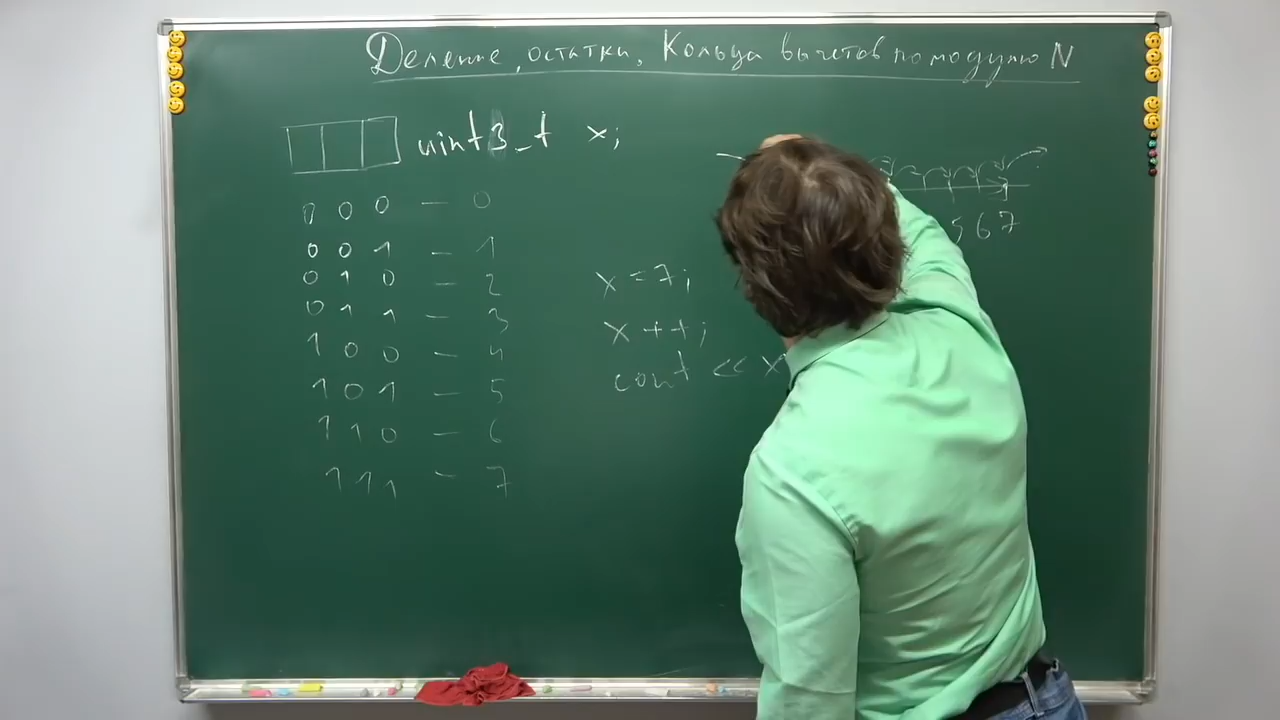 Деление, остатки, Кольца вычетов по модулю N
uint3_t x;
0 0 0 — 0
0 0 1 — 1
0 1 0 — 2
0 1 1 — 3
1 0 0 — 4
1 0 1 — 5
1 1 0 — 6
1 1 1 — 7
x = 7;
x ++;
cout << x
5 6 7